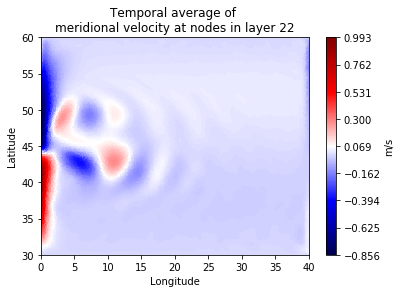 Temporal average of
meridional velocity at nodes in layer 22
60
55
50
45
40
35
30
Latitude
0 5 10 15 20 25 30 35 40
Longitude
0.993
0.762
0.531
0.300
0.069
−0.162
−0.394
−0.625
−0.856
m/s